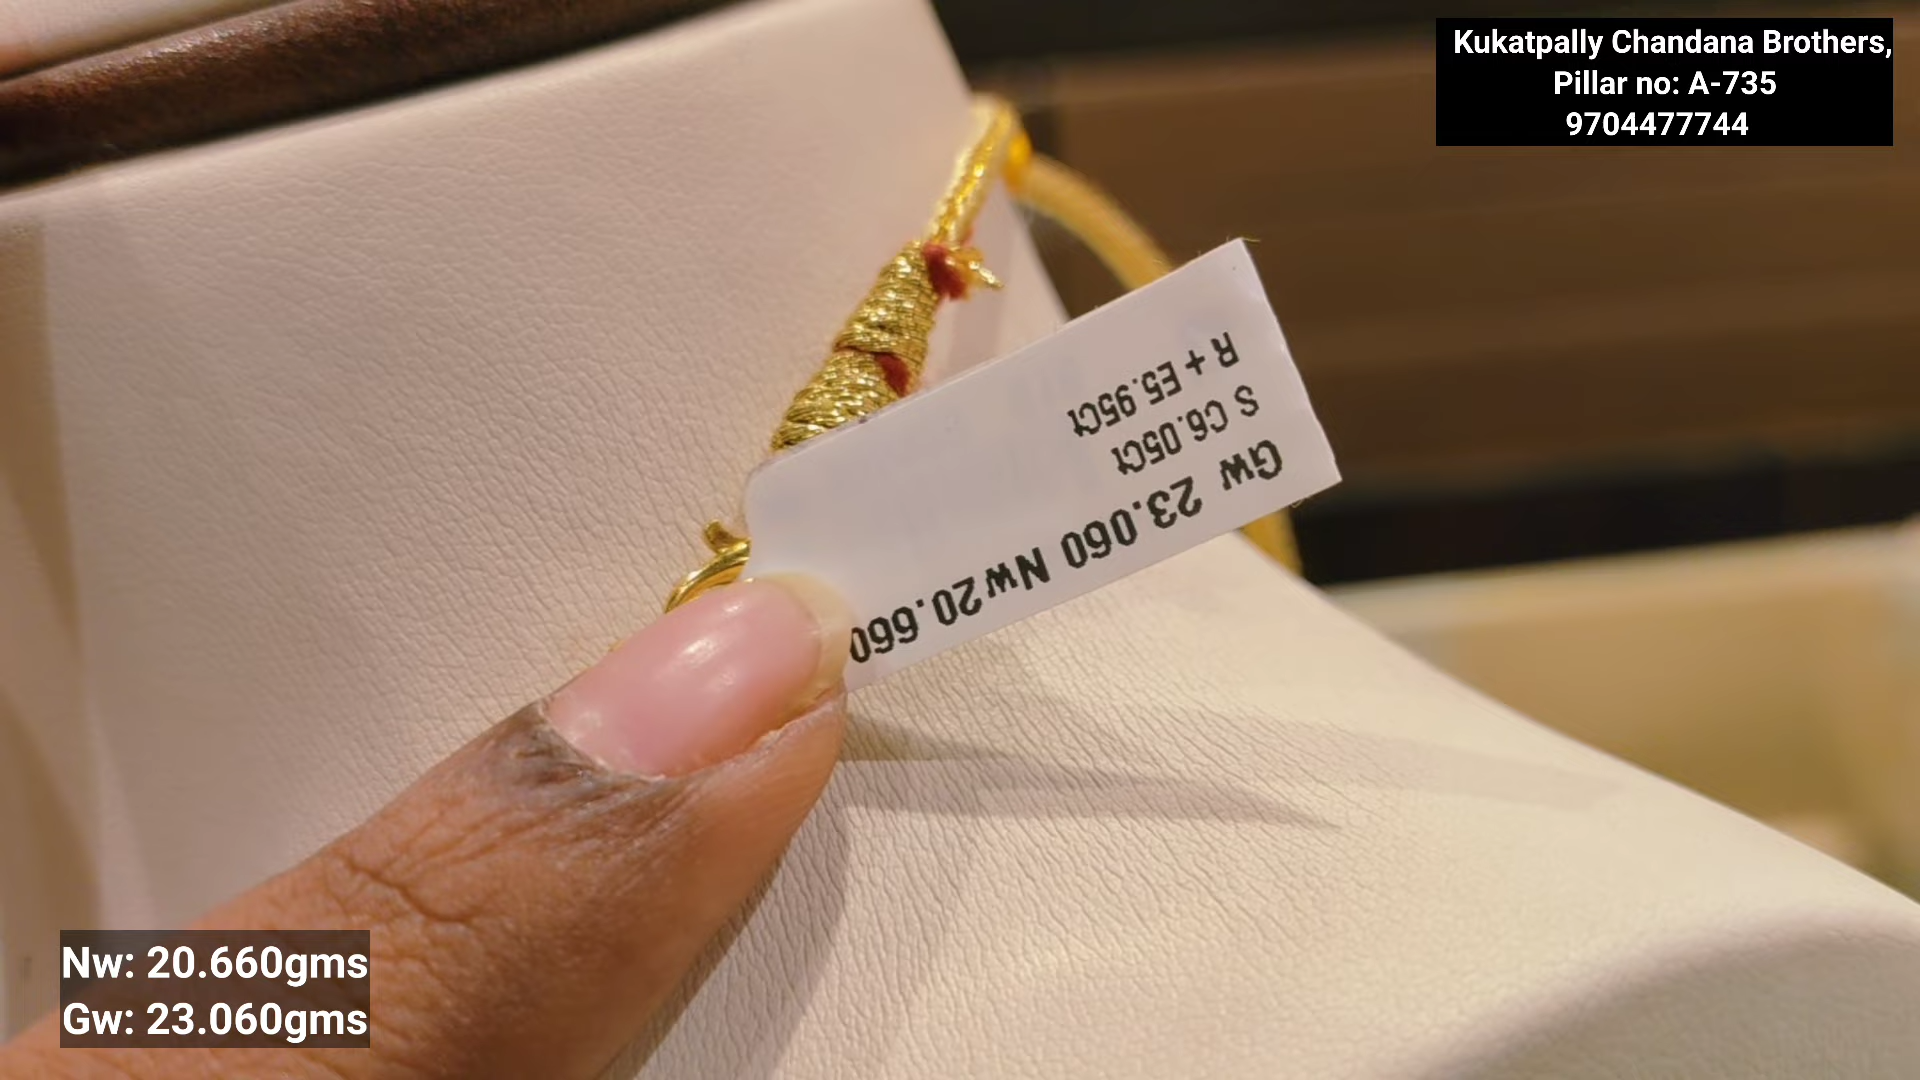 Kukatpally Chandana Brothers,
Pillar no: A-735
9704477744
Gw 23.060 Nw20.660
S C6.05Ct
R + E5.95Ct
Nw: 20.660gms
Gw: 23.060gms